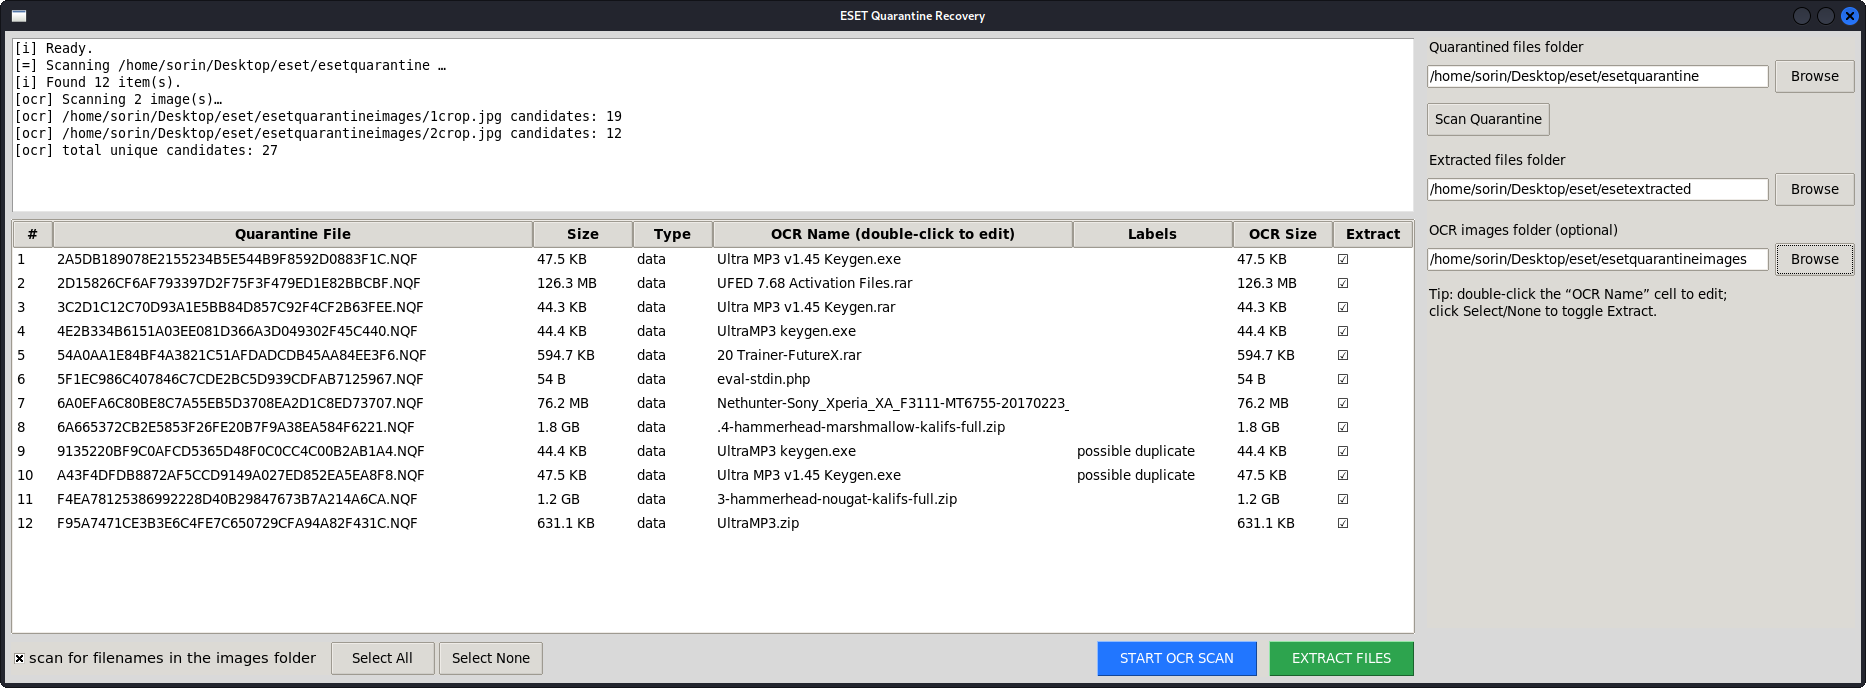 ESET Quarantine Recovery
[i] Ready.
[=] Scanning /home/sorin/Desktop/eset/esetquarantine …
[i] Found 12 item(s).
[ocr] Scanning 2 image(s)…
[ocr] /home/sorin/Desktop/eset/esetquarantineimages/1crop.jpg candidates: 19
[ocr] /home/sorin/Desktop/eset/esetquarantineimages/2crop.jpg candidates: 12
[ocr] total unique candidates: 27
Quarantined files folder
/home/sorin/Desktop/eset/esetquarantine Browse
Scan Quarantine
Extracted files folder
/home/sorin/Desktop/eset/esetextracted Browse
OCR images folder (optional)
/home/sorin/Desktop/eset/esetquarantineimages Browse
Tip: double-click the “OCR Name” cell to edit;
click Select/None to toggle Extract.
# Quarantine File Size Type OCR Name (double-click to edit) Labels OCR Size Extract
1 2A5DB189078E2155234B5E544B9F8592D0883F1C.NQF 47.5 KB data Ultra MP3 v1.45 Keygen.exe 47.5 KB ☑
2 2D15826CF6AF793397D2F75F3F479ED1E82BBCBF.NQF 126.3 MB data UFED 7.68 Activation Files.rar 126.3 MB ☑
3 3C2D1C12C70D93A1E5BB84D857C92F4CF2B63FEE.NQF 44.3 KB data Ultra MP3 v1.45 Keygen.rar 44.3 KB ☑
4 4E2B334B6151A03EE081D366A3D049302F45C440.NQF 44.4 KB data UltraMP3 keygen.exe 44.4 KB ☑
5 54A0AA1E84BF4A3821C51AFDADCDB45AA84EE3F6.NQF 594.7 KB data 20 Trainer-FutureX.rar 594.7 KB ☑
6 5F1EC986C407846C7CDE2BC5D939CDFAB7125967.NQF 54 B data eval-stdin.php 54 B ☑
7 6A0EFA6C80BE8C7A55EB5D3708EA2D1C8ED73707.NQF 76.2 MB data Nethunter-Sony_Xperia_XA_F3111-MT6755-20170223_ 76.2 MB ☑
8 6A665372CB2E5853F26FE20B7F9A38EA584F6221.NQF 1.8 GB data .4-hammerhead-marshmallow-kalifs-full.zip 1.8 GB ☑
9 9135220BF9C0AFCD5365D48F0C0CC4C00B2AB1A4.NQF 44.4 KB data UltraMP3 keygen.exe possible duplicate 44.4 KB ☑
10 A43F4DFDB8872AF5CCD9149A027ED852EA5EA8F8.NQF 47.5 KB data Ultra MP3 v1.45 Keygen.exe possible duplicate 47.5 KB ☑
11 F4EA78125386992228D40B29847673B7A214A6CA.NQF 1.2 GB data 3-hammerhead-nougat-kalifs-full.zip 1.2 GB ☑
12 F95A7471CE3B3E6C4FE7C650729CFA94A82F431C.NQF 631.1 KB data UltraMP3.zip 631.1 KB ☑
scan for filenames in the images folder Select All Select None START OCR SCAN EXTRACT FILES